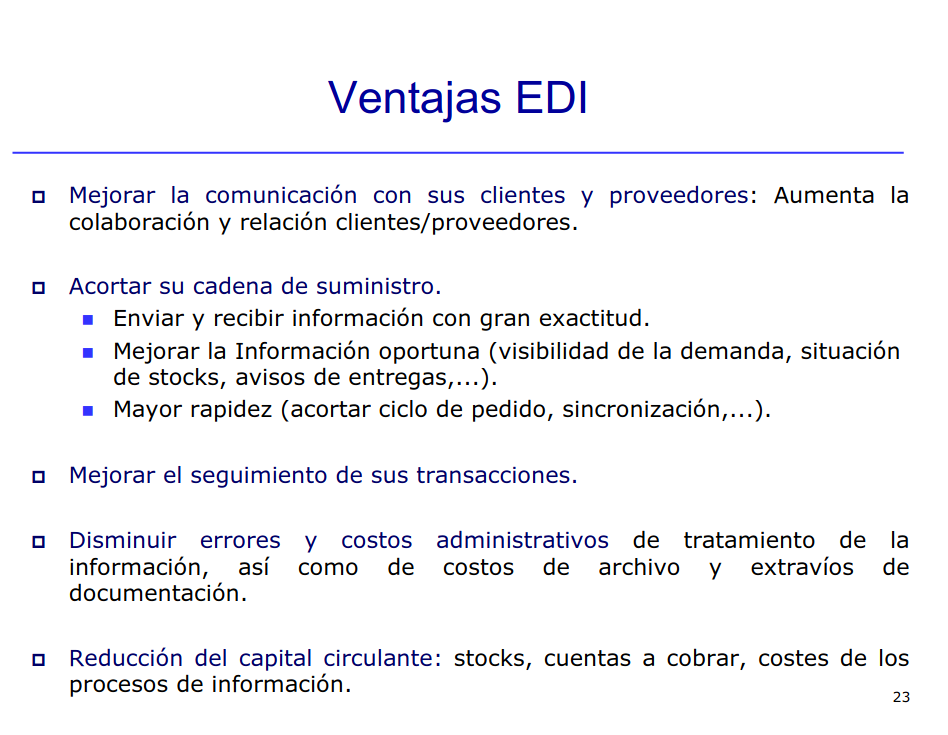 Ventajas EDI
Mejorar la comunicación con sus clientes y proveedores: Aumenta la
colaboración y relación clientes/proveedores.
Acortar su cadena de suministro.
Enviar y recibir información con gran exactitud.
Mejorar la Información oportuna (visibilidad de la demanda, situación
de stocks, avisos de entregas,...).
Mayor rapidez (acortar ciclo de pedido, sincronización,...).
Mejorar el seguimiento de sus transacciones.
Disminuir errores y costos administrativos de tratamiento de la
información, así como de costos de archivo y extravíos de
documentación.
Reducción del capital circulante: stocks, cuentas a cobrar, costes de los
procesos de información.
23